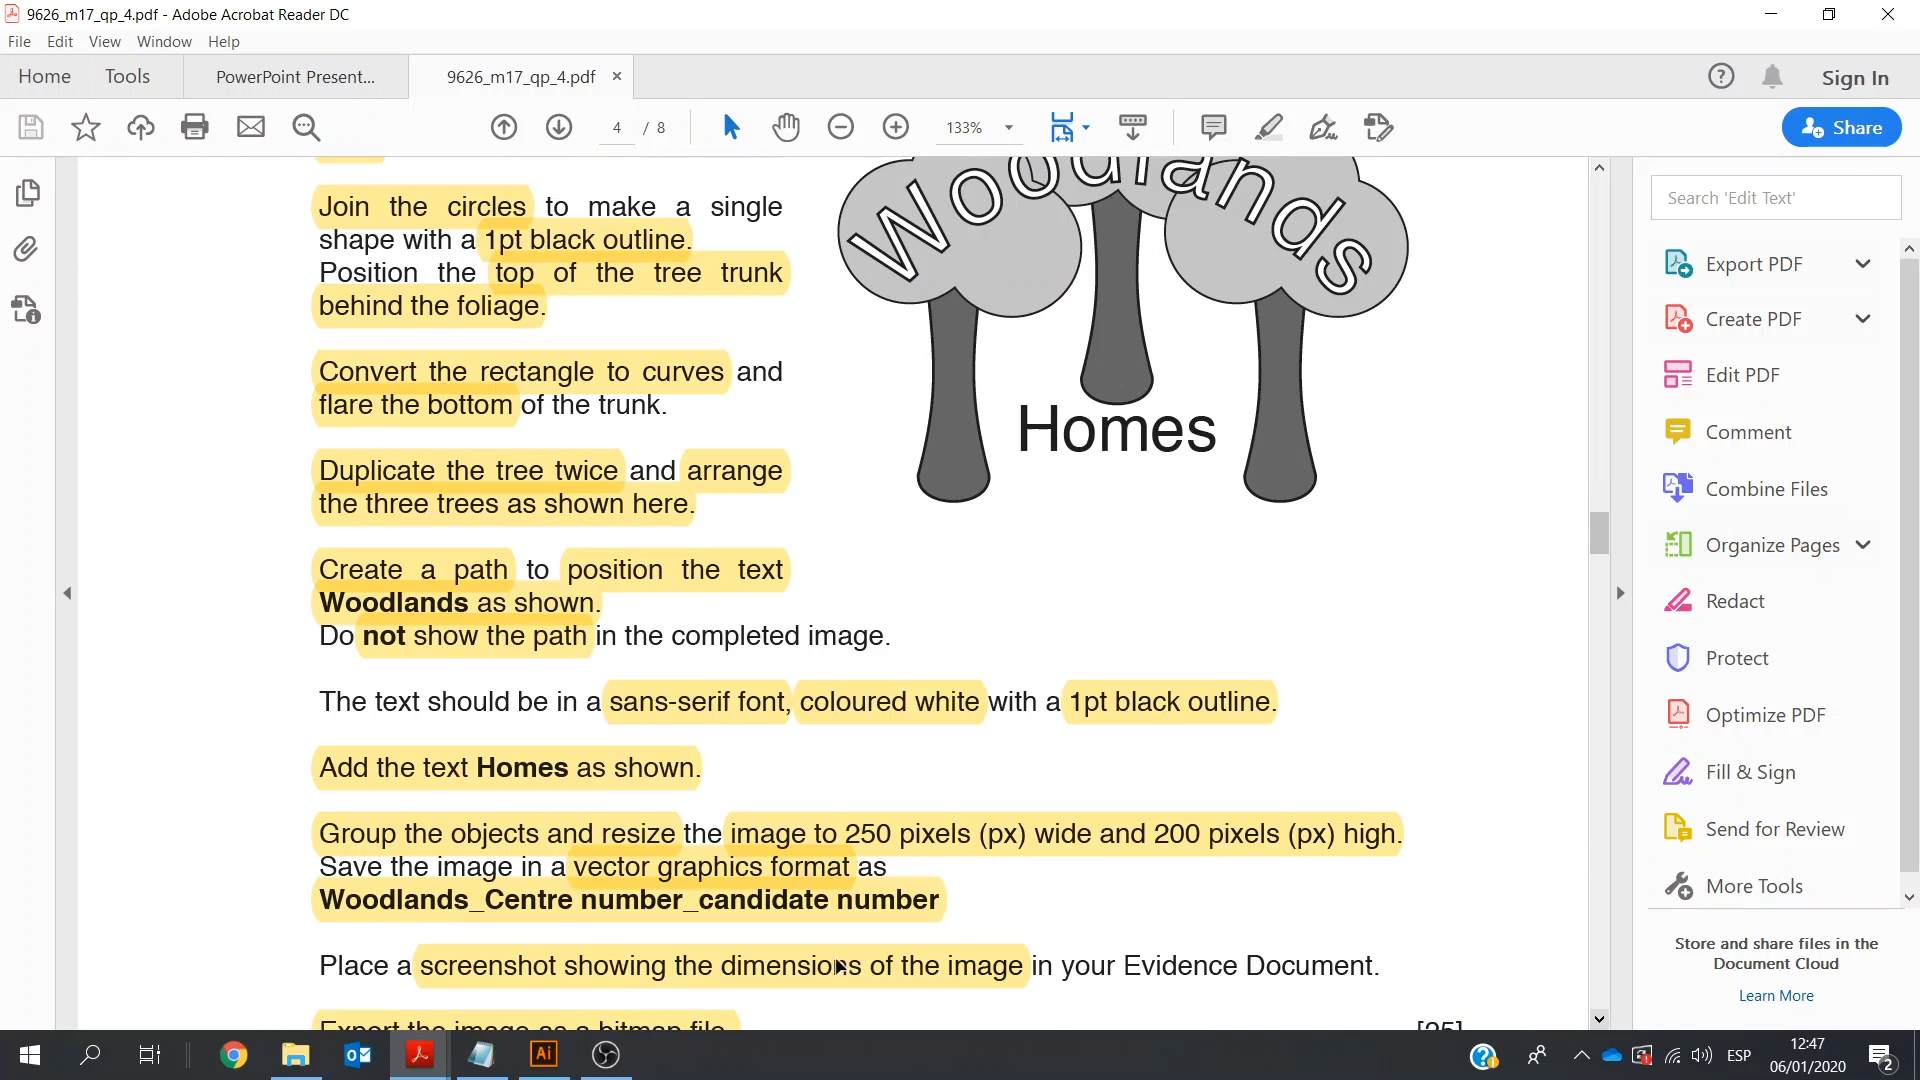 9626_m17_qp_4.pdf - Adobe Acrobat Reader DC
File Edit View Window Help
Home Tools PowerPoint Present... 9626_m17_qp_4.pdf × Sign In
4 / 8 133% Share
Join the circles to make a single
shape with a 1pt black outline.
Position the top of the tree trunk
behind the foliage.
Convert the rectangle to curves and
flare the bottom of the trunk.
Duplicate the tree twice and arrange
the three trees as shown here.
Create a path to position the text
Woodlands as shown.
Do not show the path in the completed image.
The text should be in a sans-serif font, coloured white with a 1pt black outline.
Add the text Homes as shown.
Group the objects and resize the image to 250 pixels (px) wide and 200 pixels (px) high.
Save the image in a vector graphics format as
Woodlands_Centre number_candidate number
Place a screenshot showing the dimensions of the image in your Evidence Document.
Export the image as a bitmap file. [25]
Woodlands
Homes
Search 'Edit Text'
Export PDF
Create PDF
Edit PDF
Comment
Combine Files
Organize Pages
Redact
Protect
Optimize PDF
Fill & Sign
Send for Review
More Tools
Store and share files in the
Document Cloud
Learn More
Ai
ESP
12:47
06/01/2020
2